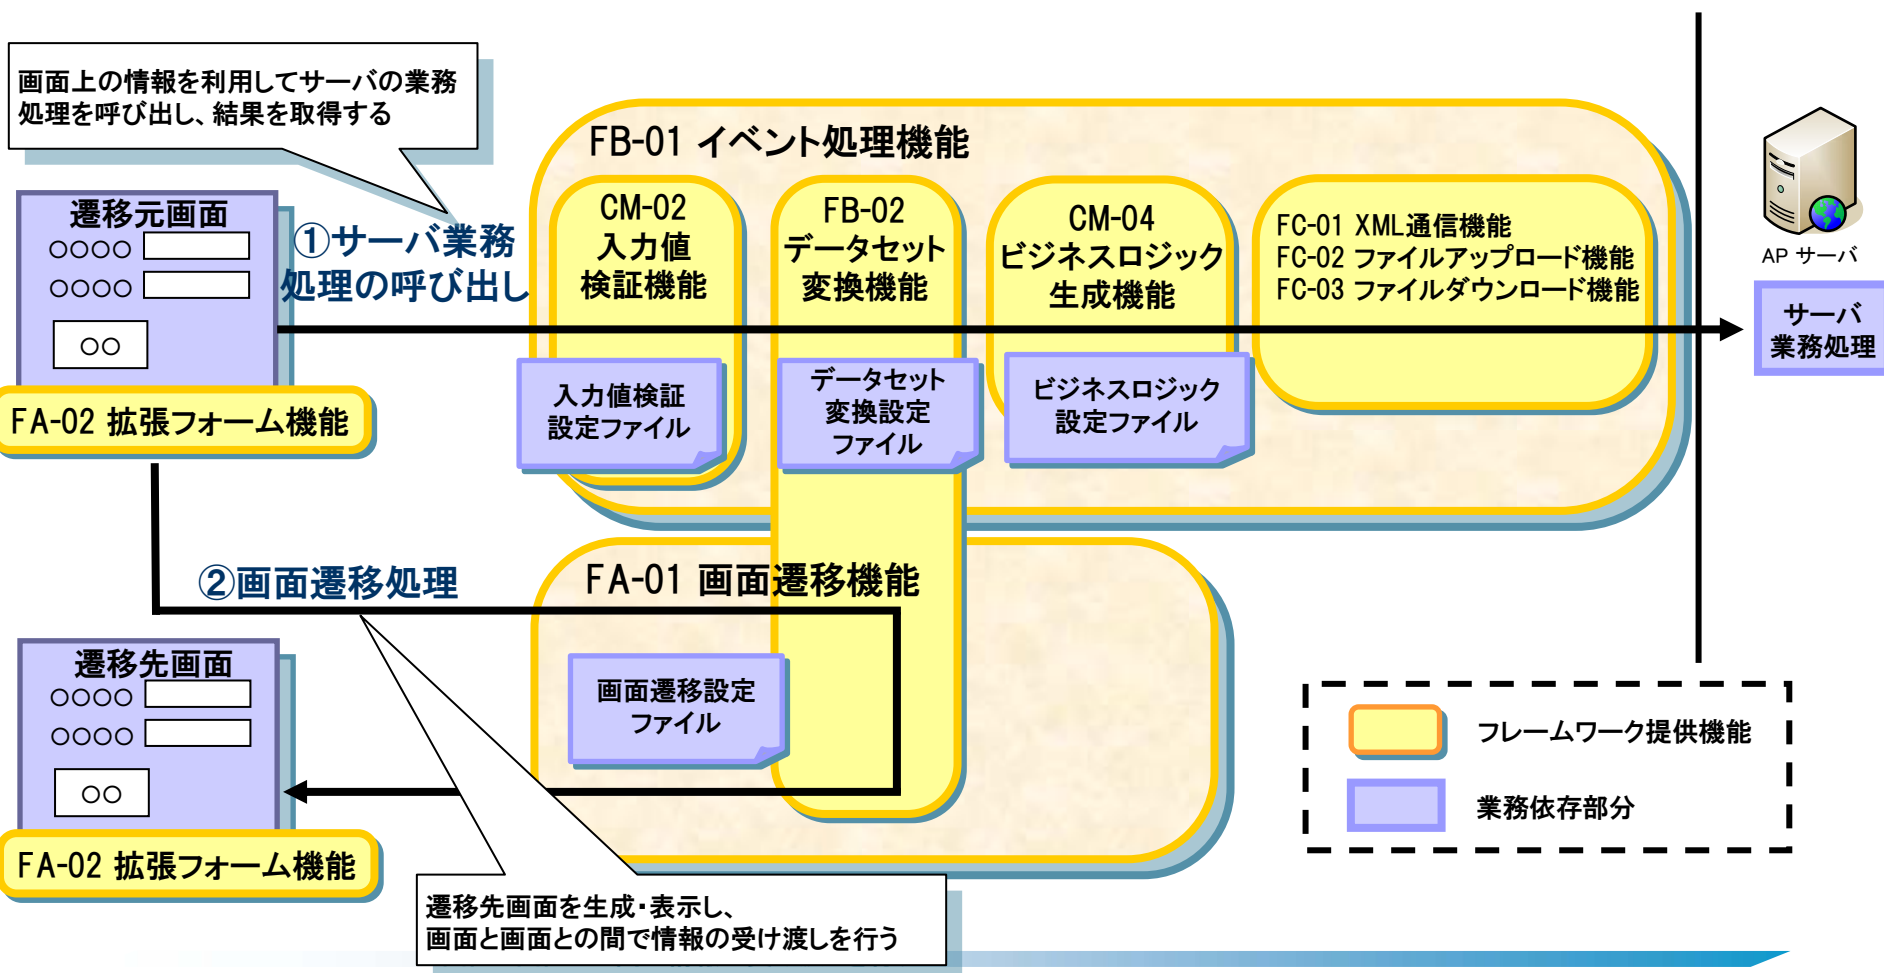 画面上の情報を利用してサーバの業務
処理を呼び出し、結果を取得する
FB-01 イベント処理機能
遷移元画面
○○○○
○○○○
○○
FA-02 拡張フォーム機能
①サーバ業務
処理の呼び出し
CM-02
入力値
検証機能
入力値検証
設定ファイル
FB-02
データセット
変換機能
データセット
変換設定
ファイル
CM-04
ビジネスロジック
生成機能
ビジネスロジック
設定ファイル
FC-01 XML通信機能
FC-02 ファイルアップロード機能
FC-03 ファイルダウンロード機能
AP サーバ
サーバ
業務処理
②画面遷移処理
FA-01 画面遷移機能
画面遷移設定
ファイル
遷移先画面
○○○○
○○○○
○○
FA-02 拡張フォーム機能
遷移先画面を生成・表示し、
画面と画面との間で情報の受け渡しを行う
フレームワーク提供機能
業務依存部分